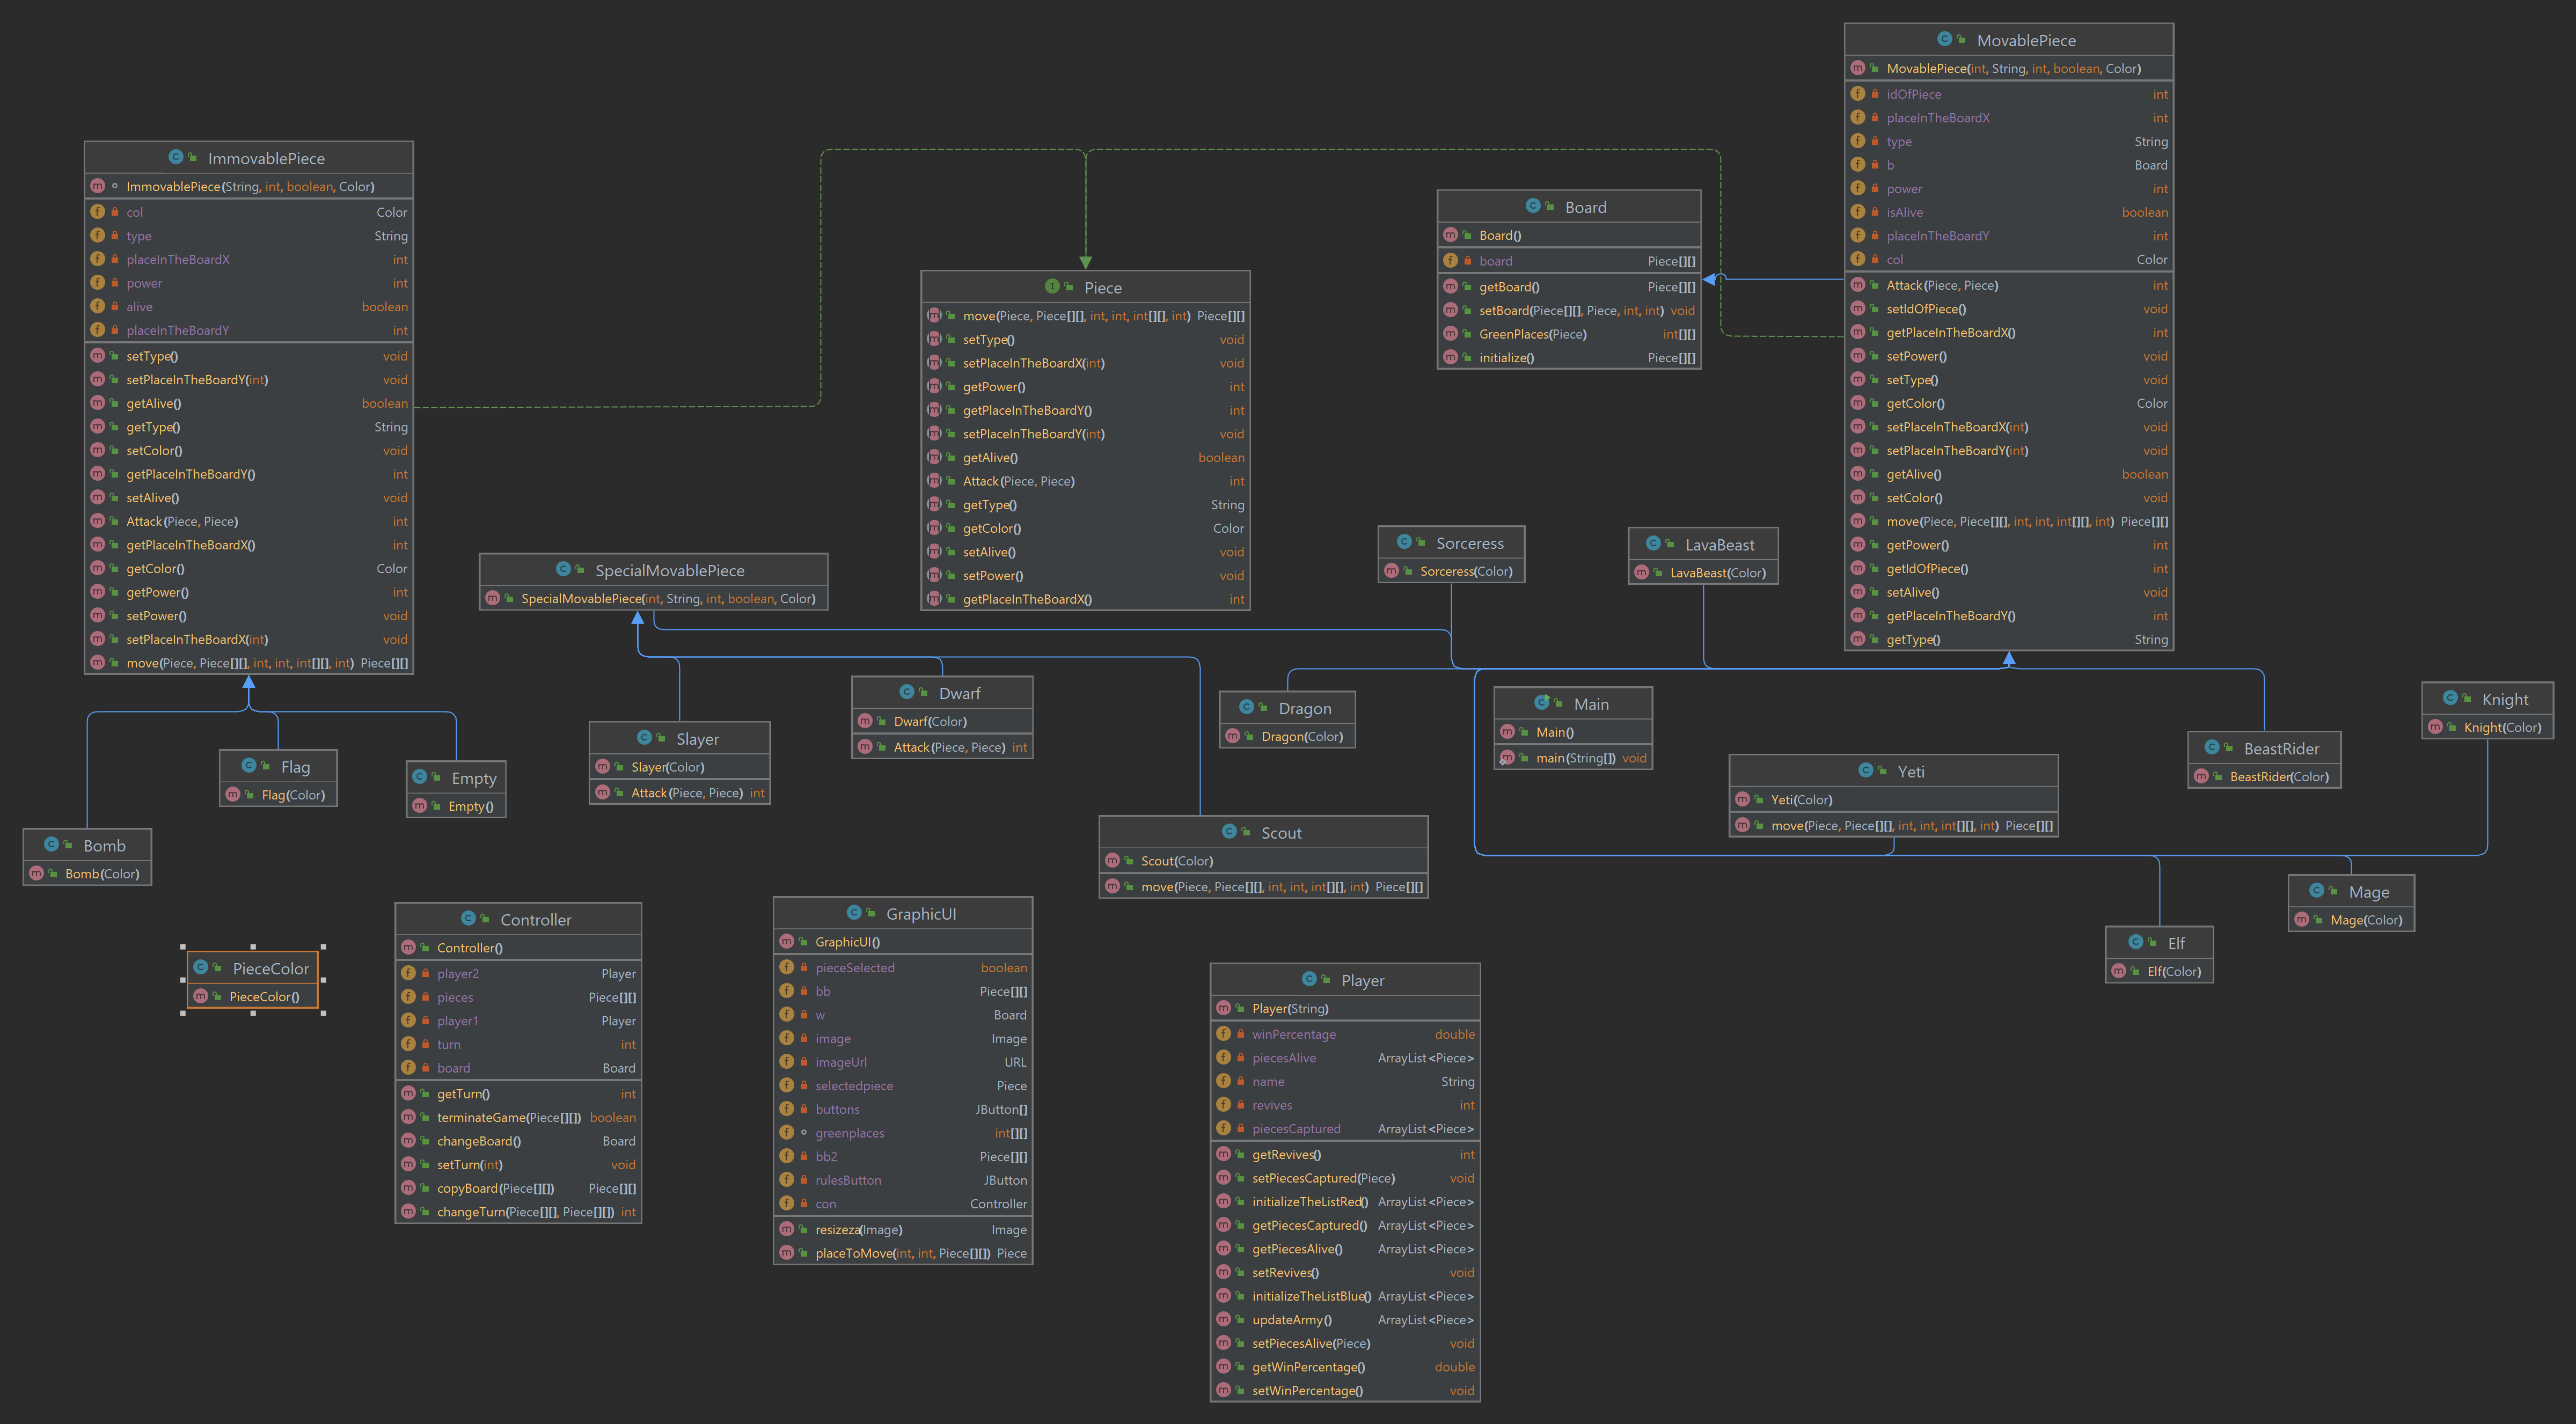 MovablePiece
MovablePiece(int, String, int, boolean, Color)
idOfPiece int
placeInTheBoardX int
type String
b Board
power int
isAlive boolean
placeInTheBoardY int
col Color
Attack(Piece, Piece) int
setIdOfPiece() void
getPlaceInTheBoardX() int
setPower() void
setType() void
getColor() Color
setPlaceInTheBoardX(int) void
setPlaceInTheBoardY(int) void
getAlive() boolean
setColor() void
move(Piece, Piece[][], int, int, int[][], int) Piece[][]
getPower() int
getIdOfPiece() int
setAlive() void
getPlaceInTheBoardY() int
getType() String
ImmovablePiece
ImmovablePiece(String, int, boolean, Color)
col Color
type String
placeInTheBoardX int
power int
alive boolean
placeInTheBoardY int
setType() void
setPlaceInTheBoardY(int) void
getAlive() boolean
getType() String
setColor() void
getPlaceInTheBoardY() int
setAlive() void
Attack(Piece, Piece) int
getPlaceInTheBoardX() int
getColor() Color
getPower() int
setPower() void
setPlaceInTheBoardX(int) void
move(Piece, Piece[][], int, int, int[][], int) Piece[][]
Board
Board()
board Piece[][]
getBoard() Piece[][]
setBoard(Piece[][], Piece, int, int) void
GreenPlaces(Piece) int[][]
initialize() Piece[][]
Piece
move(Piece, Piece[][], int, int, int[][], int) Piece[][]
setType() void
setPlaceInTheBoardX(int) void
getPower() int
getPlaceInTheBoardY() int
setPlaceInTheBoardY(int) void
getAlive() boolean
Attack(Piece, Piece) int
getType() String
getColor() Color
setAlive() void
setPower() void
getPlaceInTheBoardX() int
Sorceress
Sorceress(Color)
LavaBeast
LavaBeast(Color)
SpecialMovablePiece
SpecialMovablePiece(int, String, int, boolean, Color)
Dwarf
Dwarf(Color)
Attack(Piece, Piece) int
Knight
Knight(Color)
Main
Main()
main(String[]) void
Dragon
Dragon(Color)
Slayer
Slayer(Color)
Attack(Piece, Piece) int
BeastRider
BeastRider(Color)
Flag
Flag(Color)
Yeti
Yeti(Color)
move(Piece, Piece[][], int, int, int[][], int) Piece[][]
Empty
Empty()
Scout
Scout(Color)
move(Piece, Piece[][], int, int, int[][], int) Piece[][]
Bomb
Bomb(Color)
Mage
Mage(Color)
Elf
Elf(Color)
PieceColor
PieceColor()
Controller
Controller()
player2 Player
pieces Piece[][]
player1 Player
turn int
board Board
getTurn() int
terminateGame(Piece[][]) boolean
changeBoard() Board
setTurn(int) void
copyBoard(Piece[][]) Piece[][]
changeTurn(Piece[][], Piece[][]) int
GraphicUI
GraphicUI()
pieceSelected boolean
bb Piece[][]
w Board
image Image
imageUrl URL
selectedpiece Piece
buttons JButton[]
greenplaces int[][]
bb2 Piece[][]
rulesButton JButton
con Controller
resizeza(Image) Image
placeToMove(int, int, Piece[][]) Piece
Player
Player(String)
winPercentage double
piecesAlive ArrayList<Piece>
name String
revives int
piecesCaptured ArrayList<Piece>
getRevives() int
setPiecesCaptured(Piece) void
initializeTheListRed() ArrayList<Piece>
getPiecesCaptured() ArrayList<Piece>
getPiecesAlive() ArrayList<Piece>
setRevives() void
initializeTheListBlue() ArrayList<Piece>
updateArmy() ArrayList<Piece>
setPiecesAlive(Piece) void
getWinPercentage() double
setWinPercentage() void